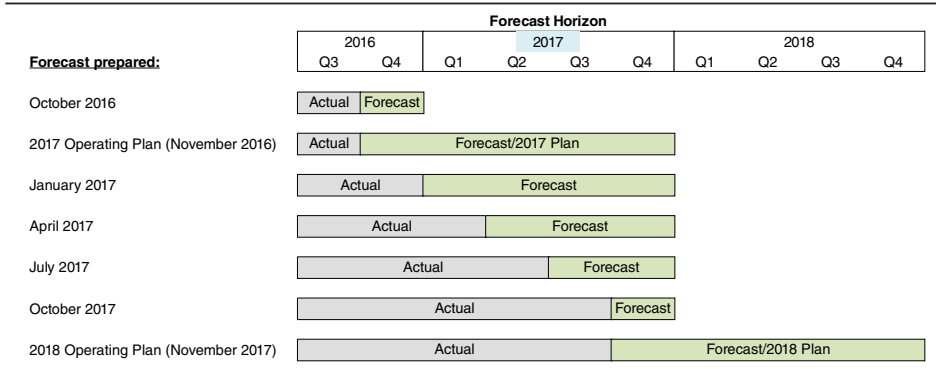 Forecast Horizon
2016 2017 2018
Forecast prepared: Q3 Q4 Q1 Q2 Q3 Q4 Q1 Q2 Q3 Q4
October 2016 Actual Forecast
2017 Operating Plan (November 2016) Actual Forecast/2017 Plan
January 2017 Actual Forecast
April 2017 Actual Forecast
July 2017 Actual Forecast
October 2017 Actual Forecast
2018 Operating Plan (November 2017) Actual Forecast/2018 Plan